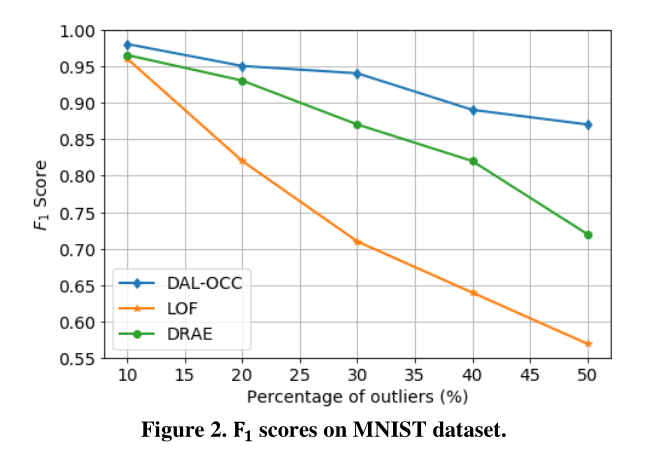 1.00
0.95
0.90
0.85
0.80
0.75
0.70
0.65
0.60
0.55
F₁ Score
DAL-OCC
LOF
DRAE
10 15 20 25 30 35 40 45 50
Percentage of outliers (%)
Figure 2. F₁ scores on MNIST dataset.